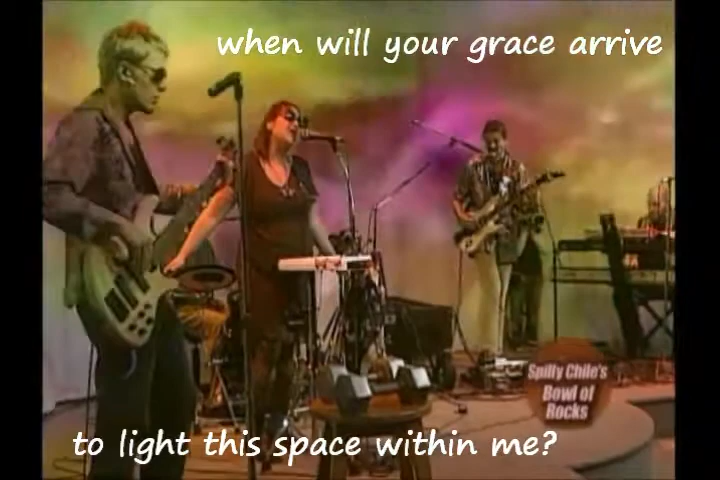 when will your grace arrive
Spilly Chile's
Bowl of
Rocks
to light this space within me?